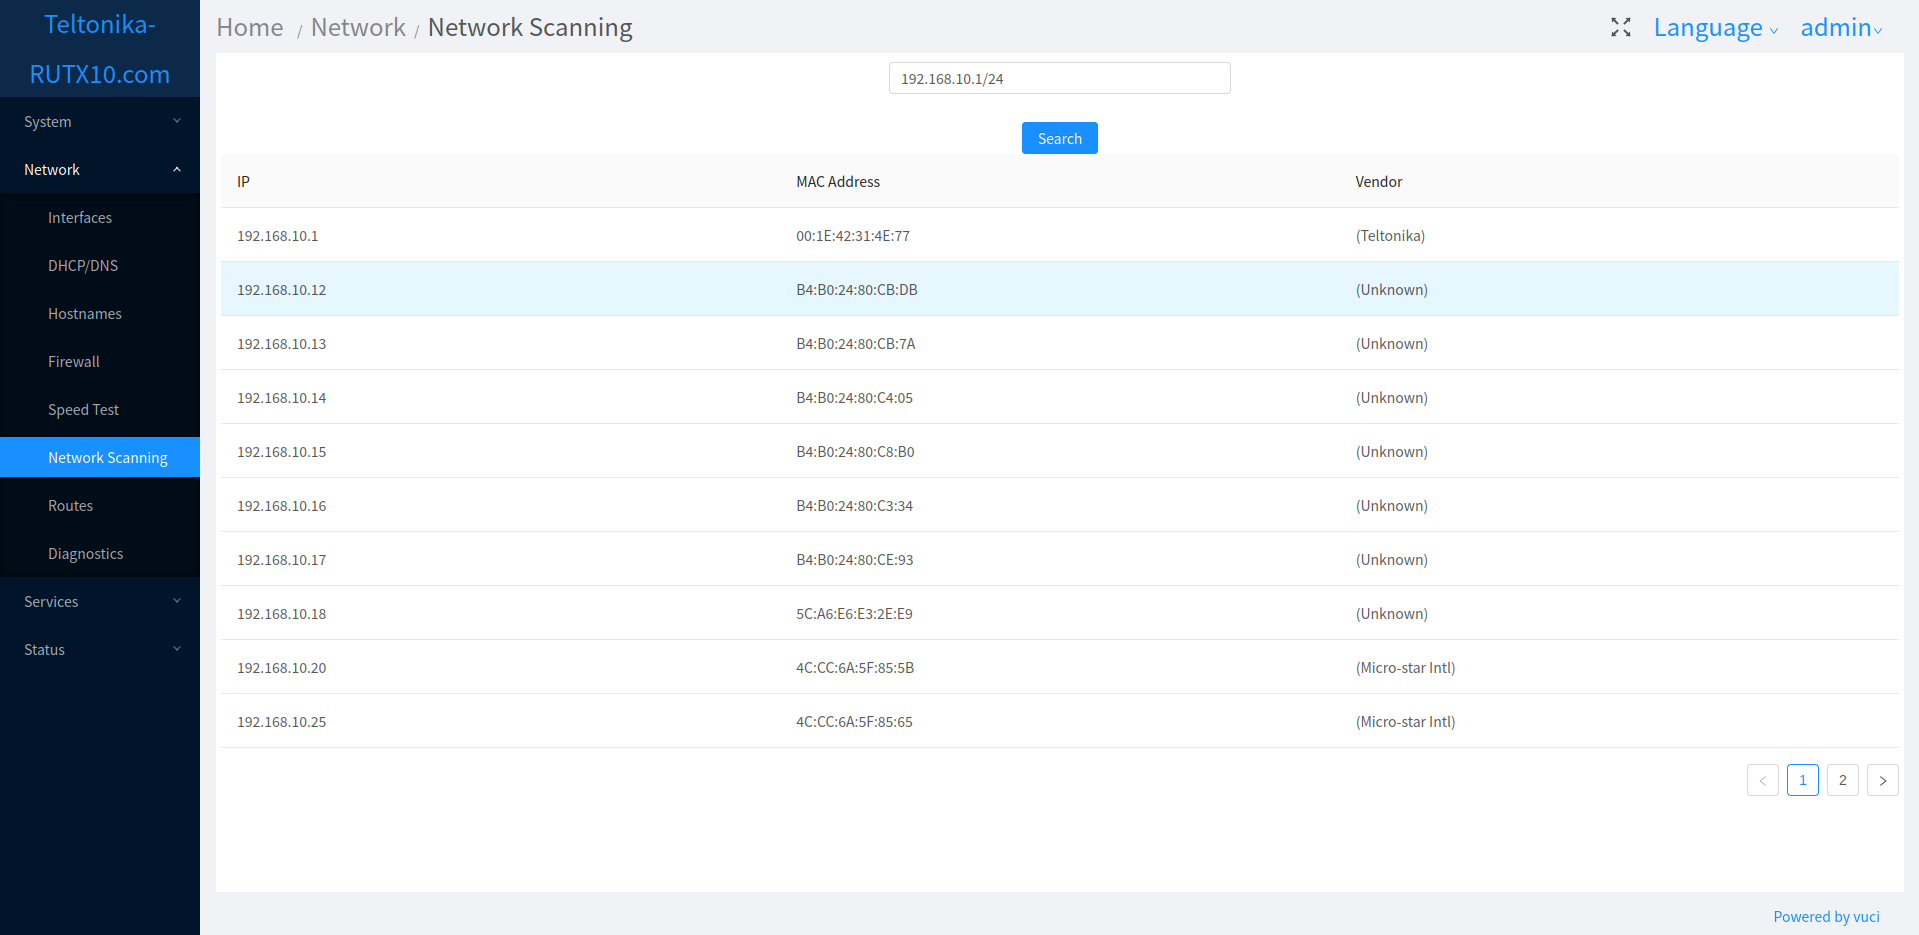 Teltonika-
RUTX10.com
System
Network
Interfaces
DHCP/DNS
Hostnames
Firewall
Speed Test
Network Scanning
Routes
Diagnostics
Services
Status
Home / Network / Network Scanning
Language admin
192.168.10.1/24
Search
IP MAC Address Vendor
192.168.10.1 00:1E:42:31:4E:77 (Teltonika)
192.168.10.12 B4:B0:24:80:CB:DB (Unknown)
192.168.10.13 B4:B0:24:80:CB:7A (Unknown)
192.168.10.14 B4:B0:24:80:C4:05 (Unknown)
192.168.10.15 B4:B0:24:80:C8:B0 (Unknown)
192.168.10.16 B4:B0:24:80:C3:34 (Unknown)
192.168.10.17 B4:B0:24:80:CE:93 (Unknown)
192.168.10.18 5C:A6:E6:E3:2E:E9 (Unknown)
192.168.10.20 4C:CC:6A:5F:85:5B (Micro-star Intl)
192.168.10.25 4C:CC:6A:5F:85:65 (Micro-star Intl)
< 1 2 >
Powered by vuci